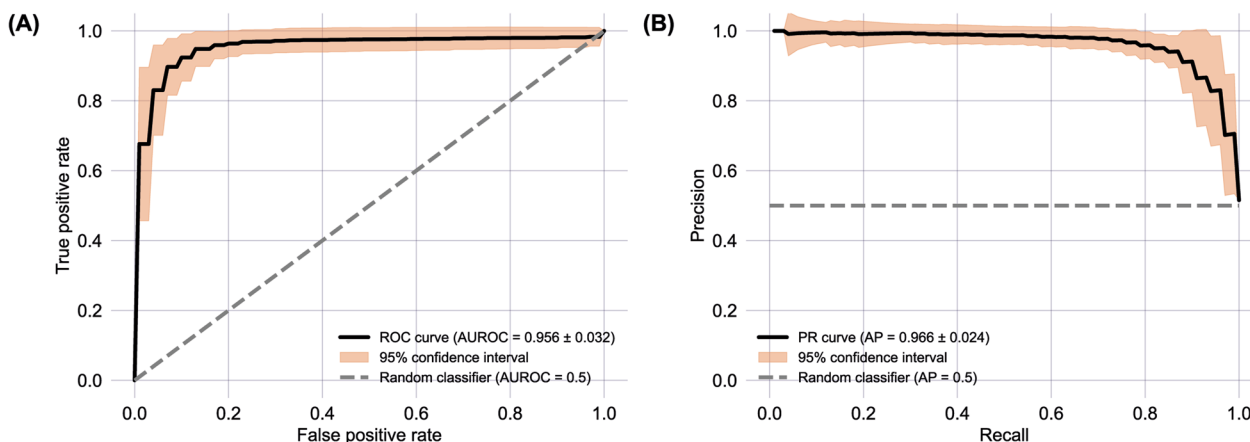 (A)
True positive rate
1.0
0.8
0.6
0.4
0.2
0.0
ROC curve (AUROC = 0.956 ± 0.032)
95% confidence interval
Random classifier (AUROC = 0.5)
0.0 0.2 0.4 0.6 0.8 1.0
False positive rate
(B)
Precision
1.0
0.8
0.6
0.4
0.2
0.0
PR curve (AP = 0.966 ± 0.024)
95% confidence interval
Random classifier (AP = 0.5)
0.0 0.2 0.4 0.6 0.8 1.0
Recall